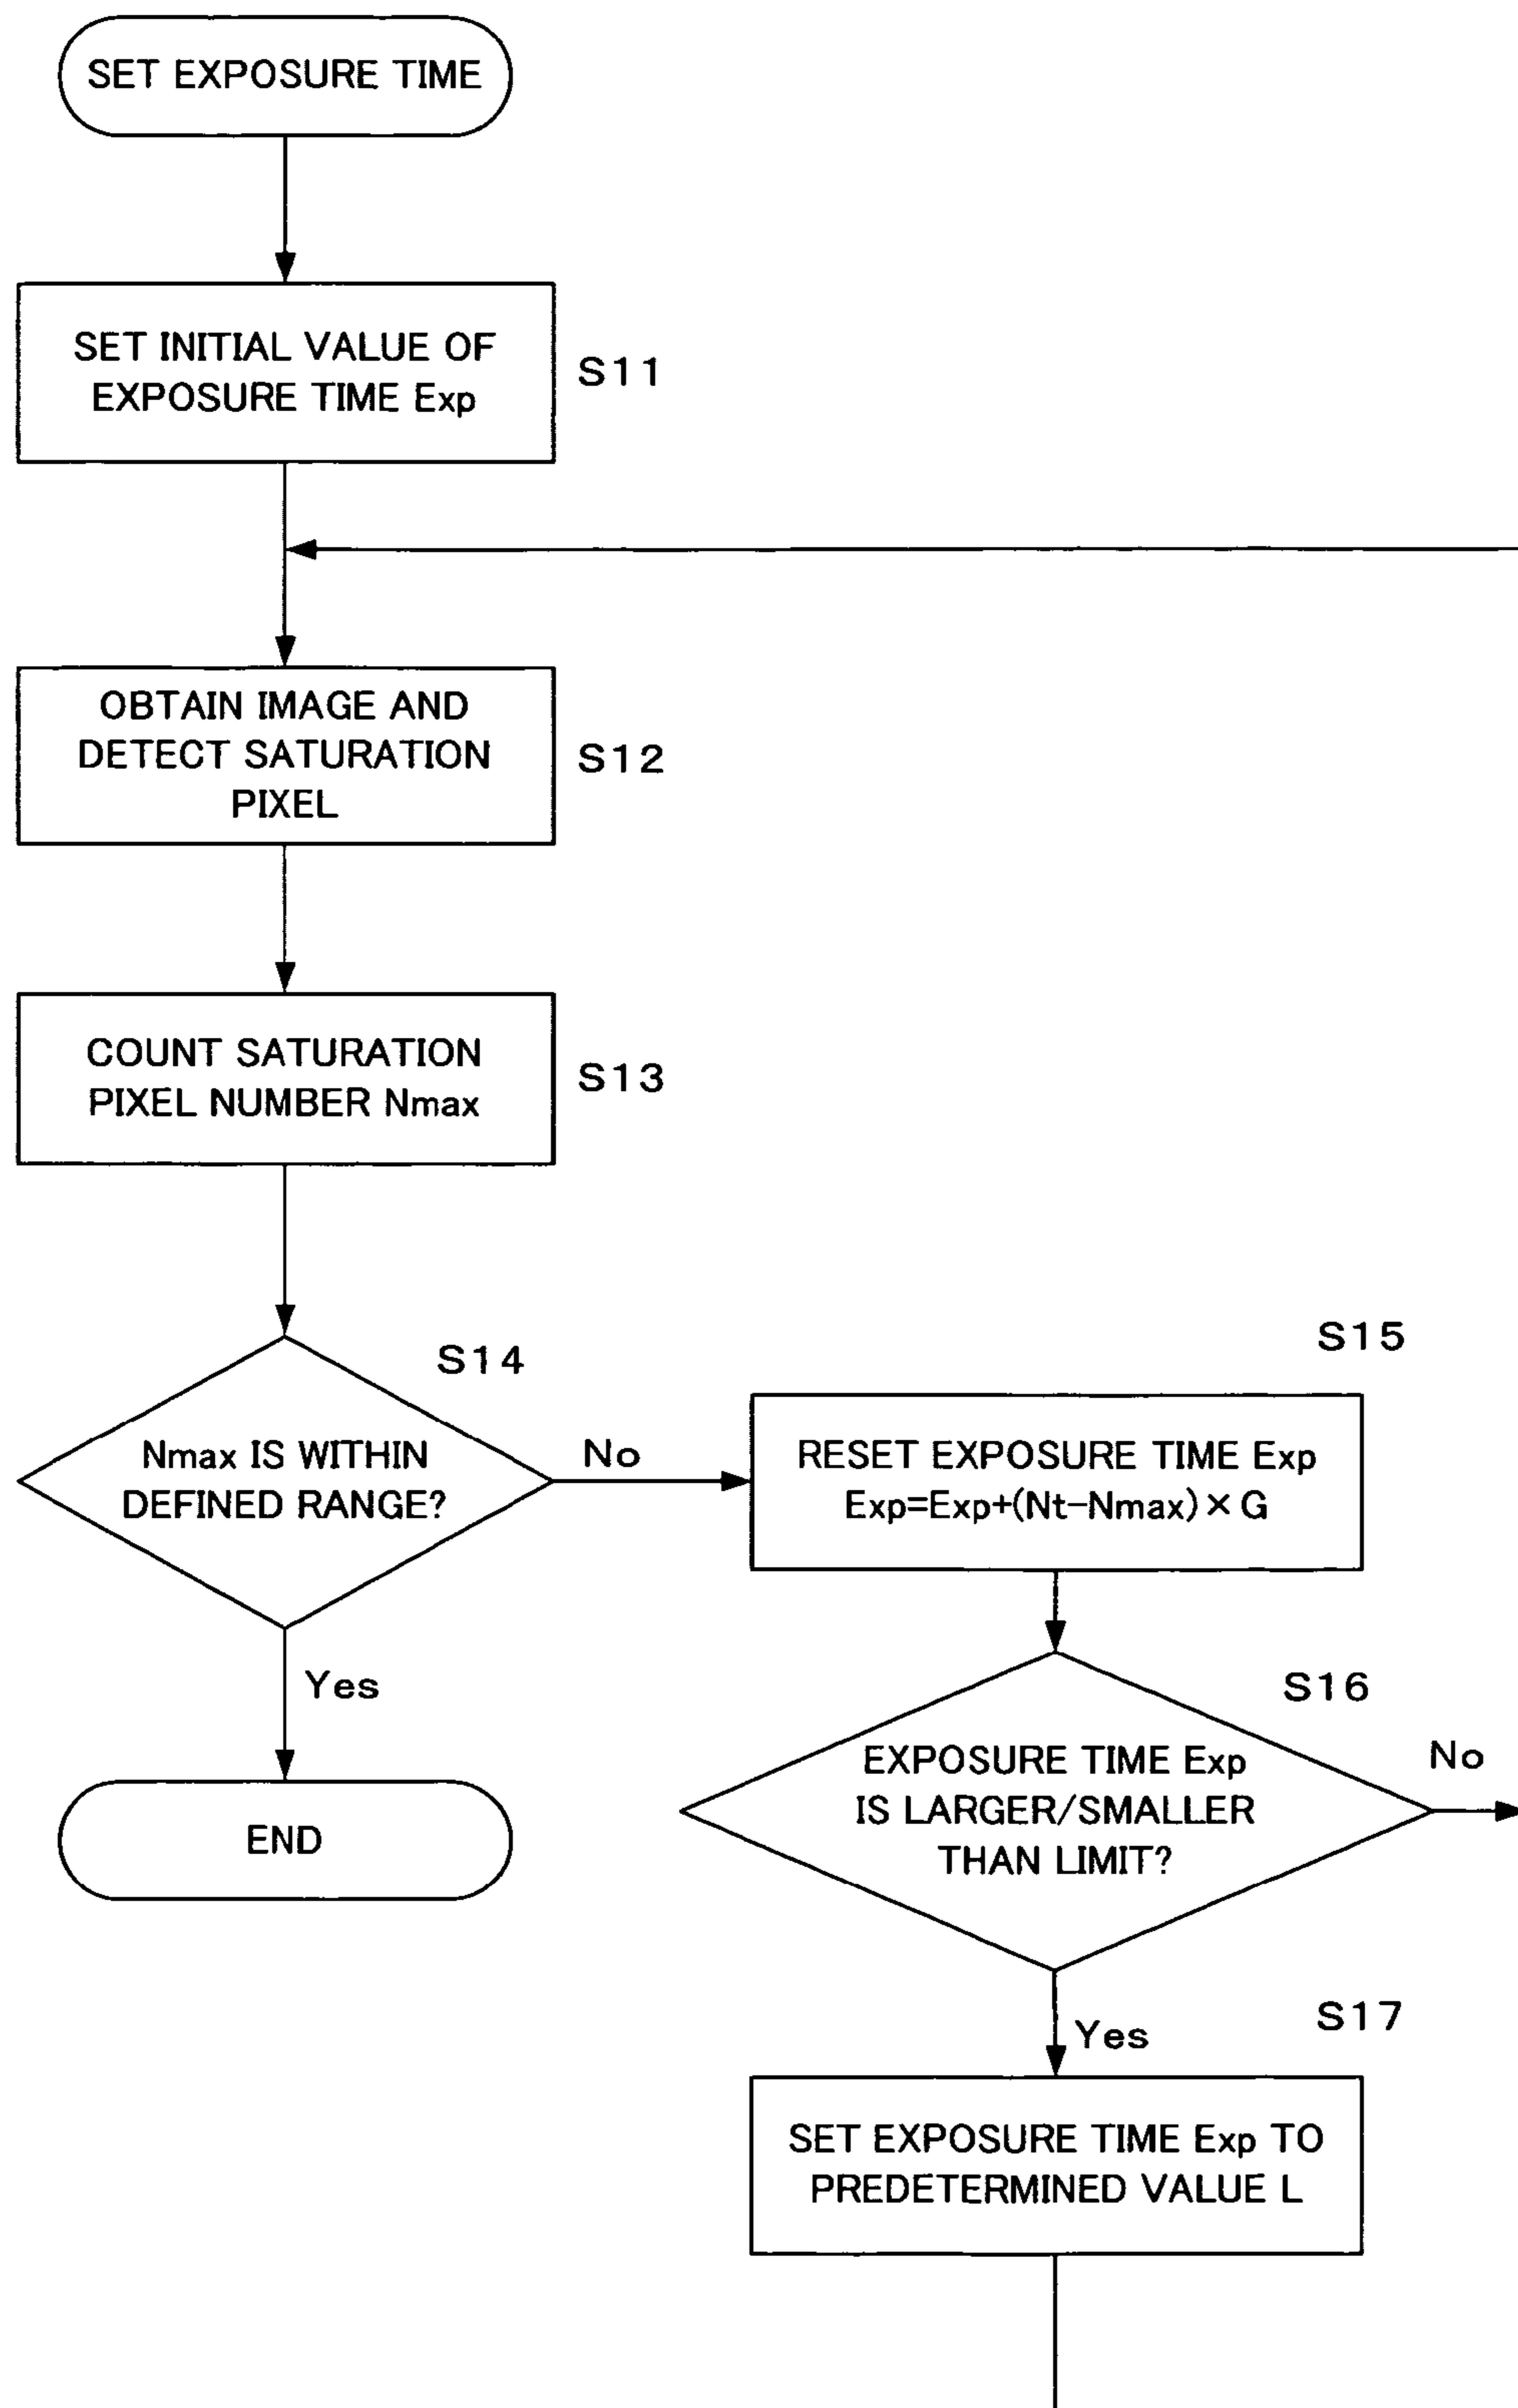 SET EXPOSURE TIME
SET INITIAL VALUE OF
EXPOSURE TIME Exp
S11
OBTAIN IMAGE AND
DETECT SATURATION
PIXEL
S12
COUNT SATURATION
PIXEL NUMBER Nmax
S13
S14
Nmax IS WITHIN
DEFINED RANGE?
No
Yes
END
S15
RESET EXPOSURE TIME Exp
Exp=Exp+(Nt-Nmax)×G
S16
EXPOSURE TIME Exp
IS LARGER/SMALLER
THAN LIMIT?
No
Yes
S17
SET EXPOSURE TIME Exp TO
PREDETERMINED VALUE L